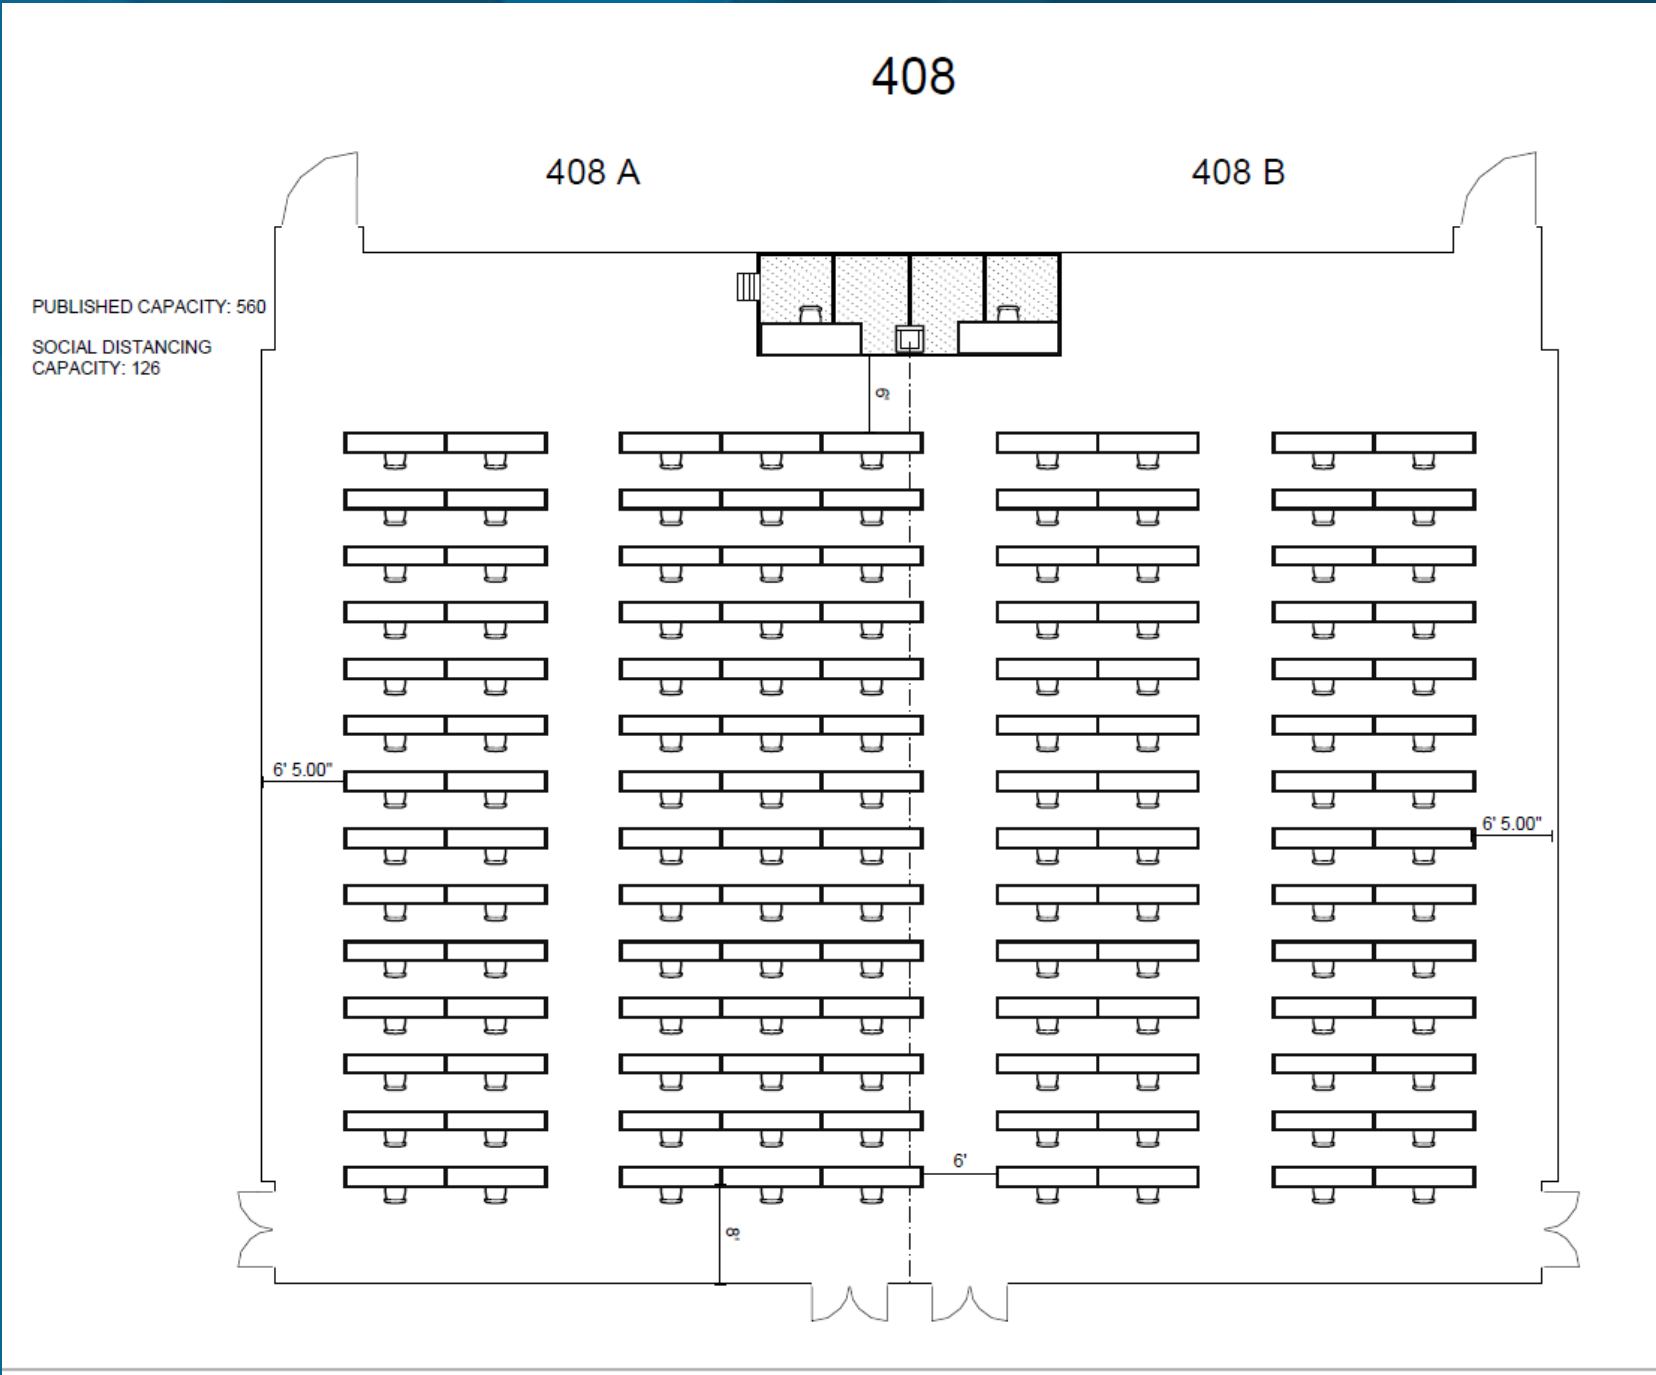 408
408 A
408 B
PUBLISHED CAPACITY: 560
SOCIAL DISTANCING
CAPACITY: 126
6'
6' 5.00"
6' 5.00"
6'
8'